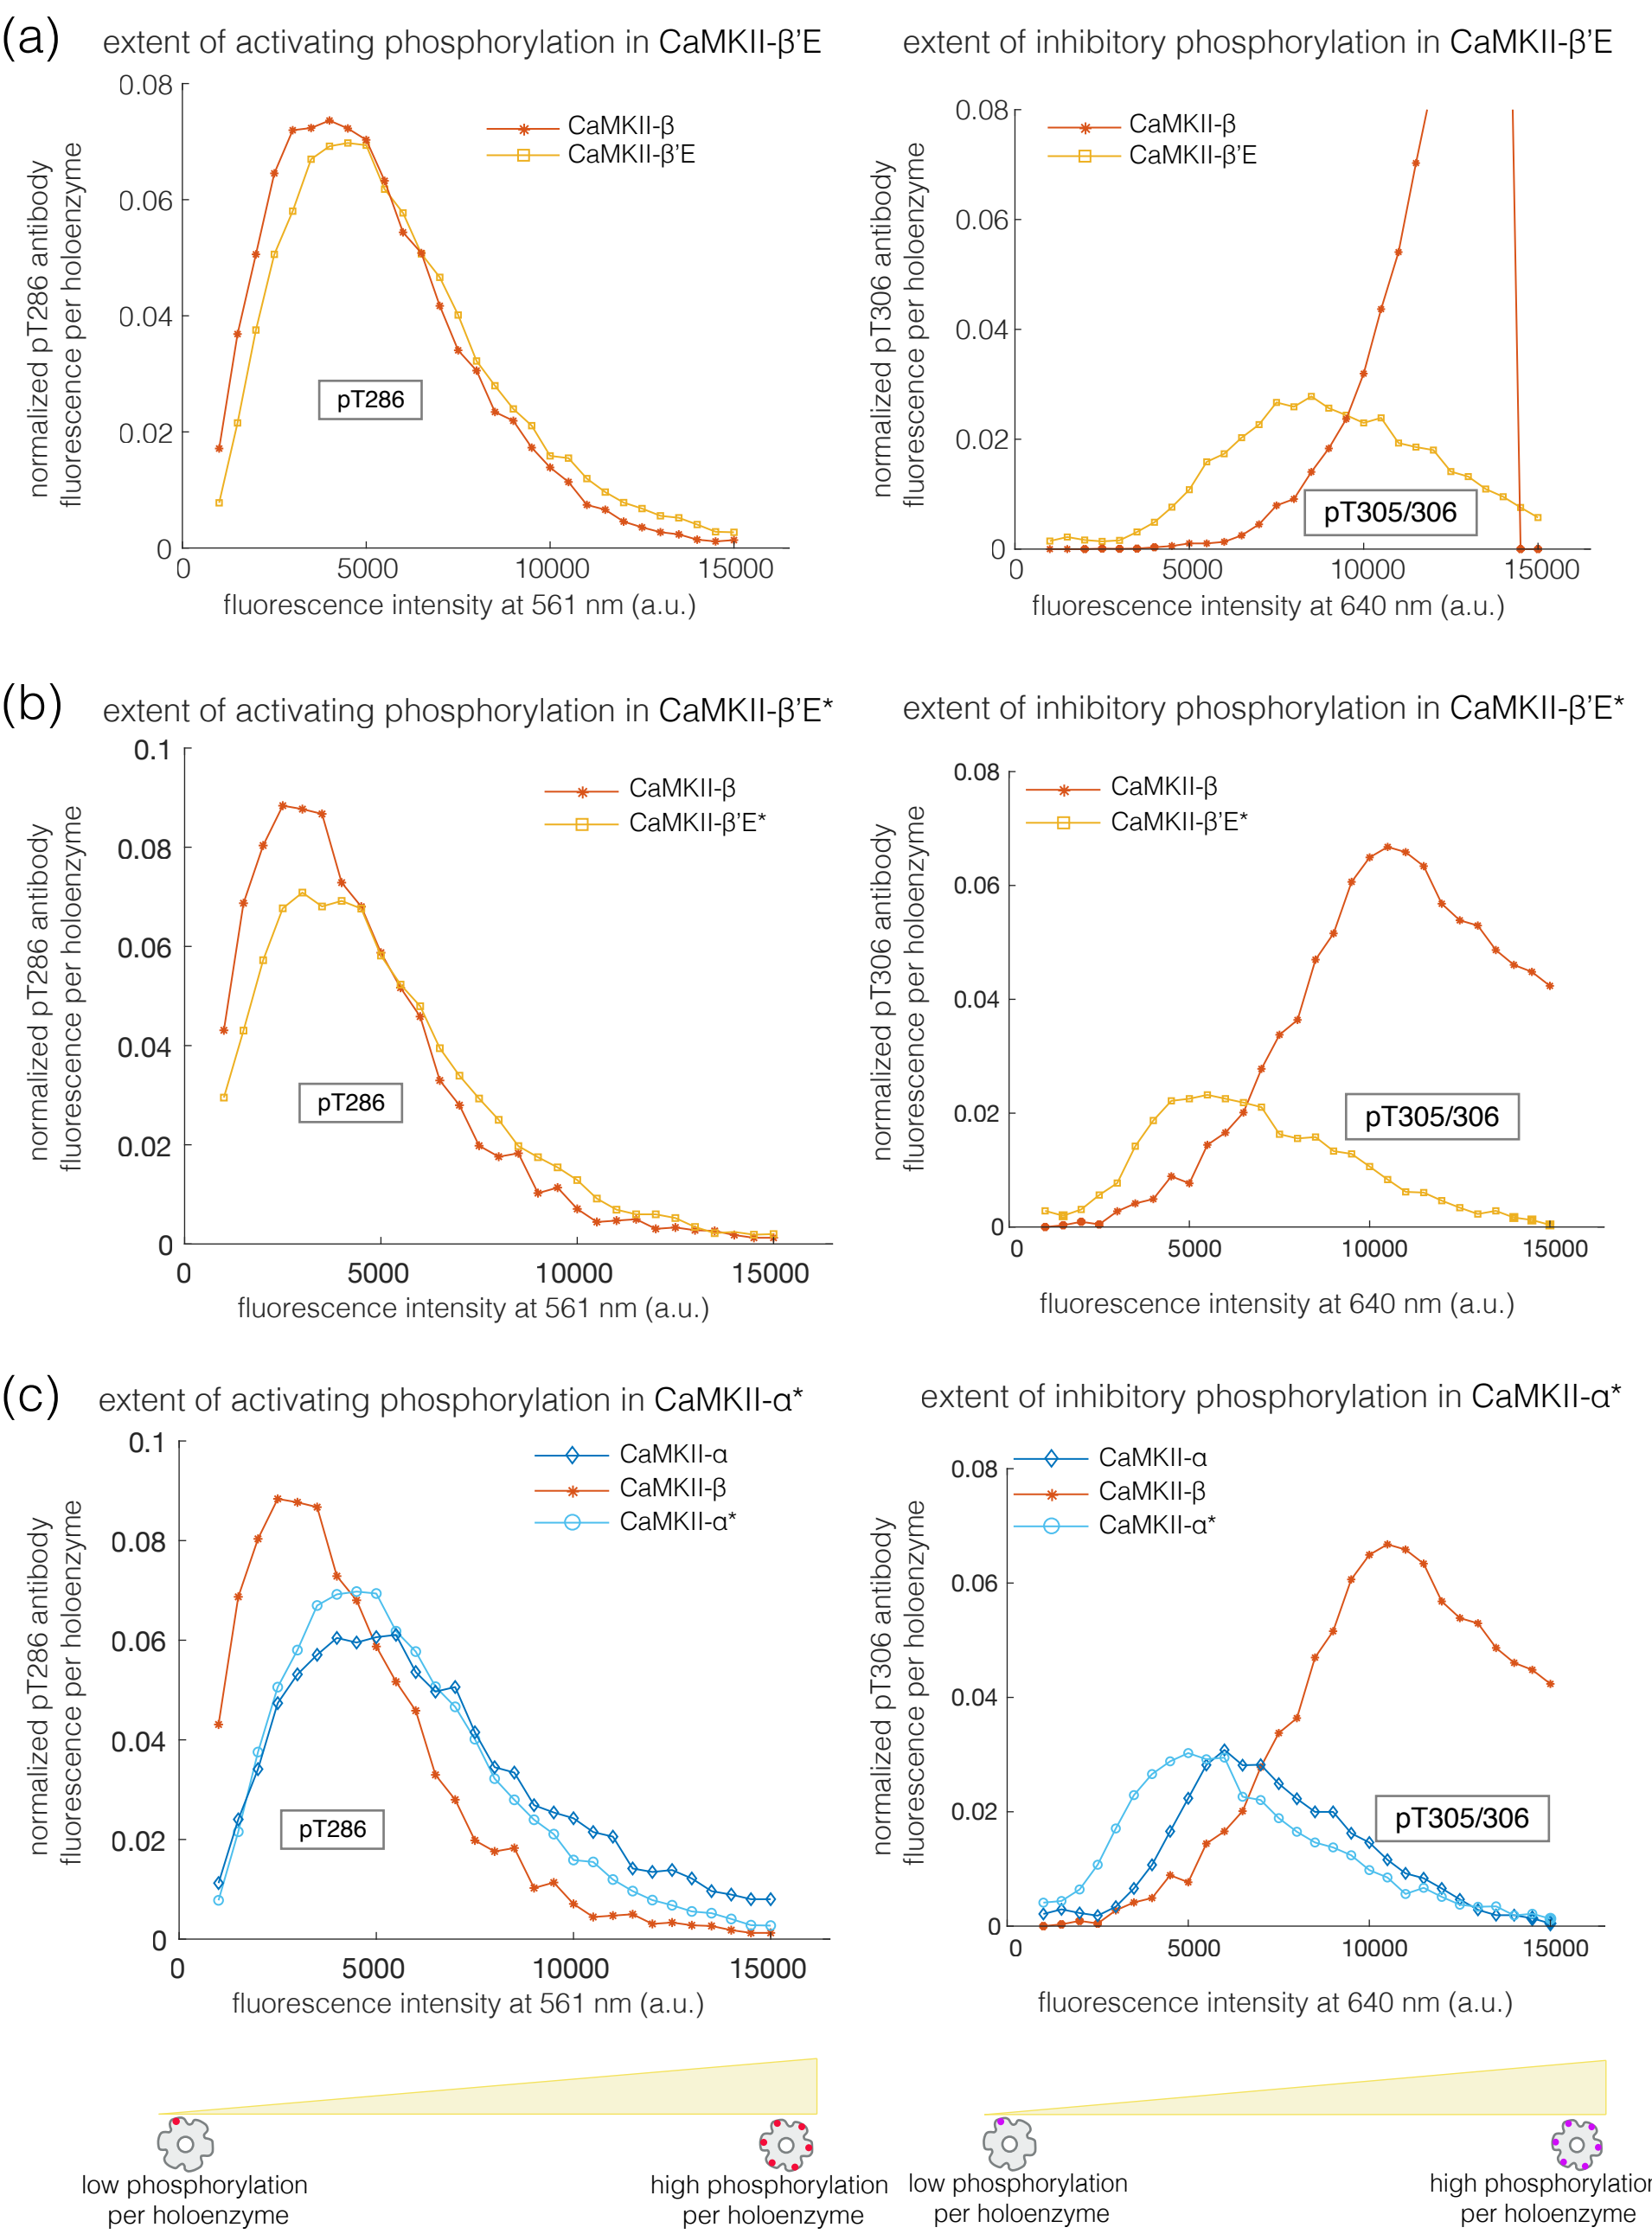 (a)
extent of activating phosphorylation in CaMKII-β’E
normalized pT286 antibody
fluorescence per holoenzyme
0.08
0.06
0.04
0.02
0
CaMKII-β
CaMKII-β’E
pT286
0 5000 10000 15000
fluorescence intensity at 561 nm (a.u.)
extent of inhibitory phosphorylation in CaMKII-β’E
normalized pT306 antibody
fluorescence per holoenzyme
0.08
0.06
0.04
0.02
0
CaMKII-β
CaMKII-β’E
pT305/306
0 5000 10000 15000
fluorescence intensity at 640 nm (a.u.)
(b)
extent of activating phosphorylation in CaMKII-β’E*
normalized pT286 antibody
fluorescence per holoenzyme
0.1
0.08
0.06
0.04
0.02
0
CaMKII-β
CaMKII-β’E*
pT286
0 5000 10000 15000
fluorescence intensity at 561 nm (a.u.)
extent of inhibitory phosphorylation in CaMKII-β’E*
normalized pT306 antibody
fluorescence per holoenzyme
0.08
0.06
0.04
0.02
0
CaMKII-β
CaMKII-β’E*
pT305/306
0 5000 10000 15000
fluorescence intensity at 640 nm (a.u.)
(c)
extent of activating phosphorylation in CaMKII-α*
normalized pT286 antibody
fluorescence per holoenzyme
0.1
0.08
0.06
0.04
0.02
0
CaMKII-α
CaMKII-β
CaMKII-α*
pT286
0 5000 10000 15000
fluorescence intensity at 561 nm (a.u.)
extent of inhibitory phosphorylation in CaMKII-α*
normalized pT306 antibody
fluorescence per holoenzyme
0.08
0.06
0.04
0.02
0
CaMKII-α
CaMKII-β
CaMKII-α*
pT305/306
0 5000 10000 15000
fluorescence intensity at 640 nm (a.u.)
low phosphorylation
per holoenzyme
high phosphorylation
per holoenzyme
low phosphorylation
per holoenzyme
high phosphorylatio
per holoenzyme